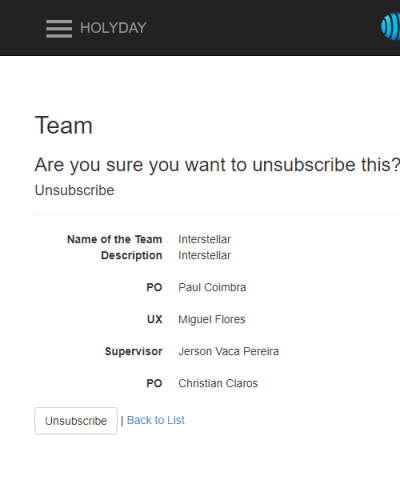 HOLYDAY
Team
Are you sure you want to unsubscribe this?
Unsubscribe
Name of the Team Interstellar
Description Interstellar
PO Paul Coimbra
UX Miguel Flores
Supervisor Jerson Vaca Pereira
PO Christian Claros
Unsubscribe | Back to List